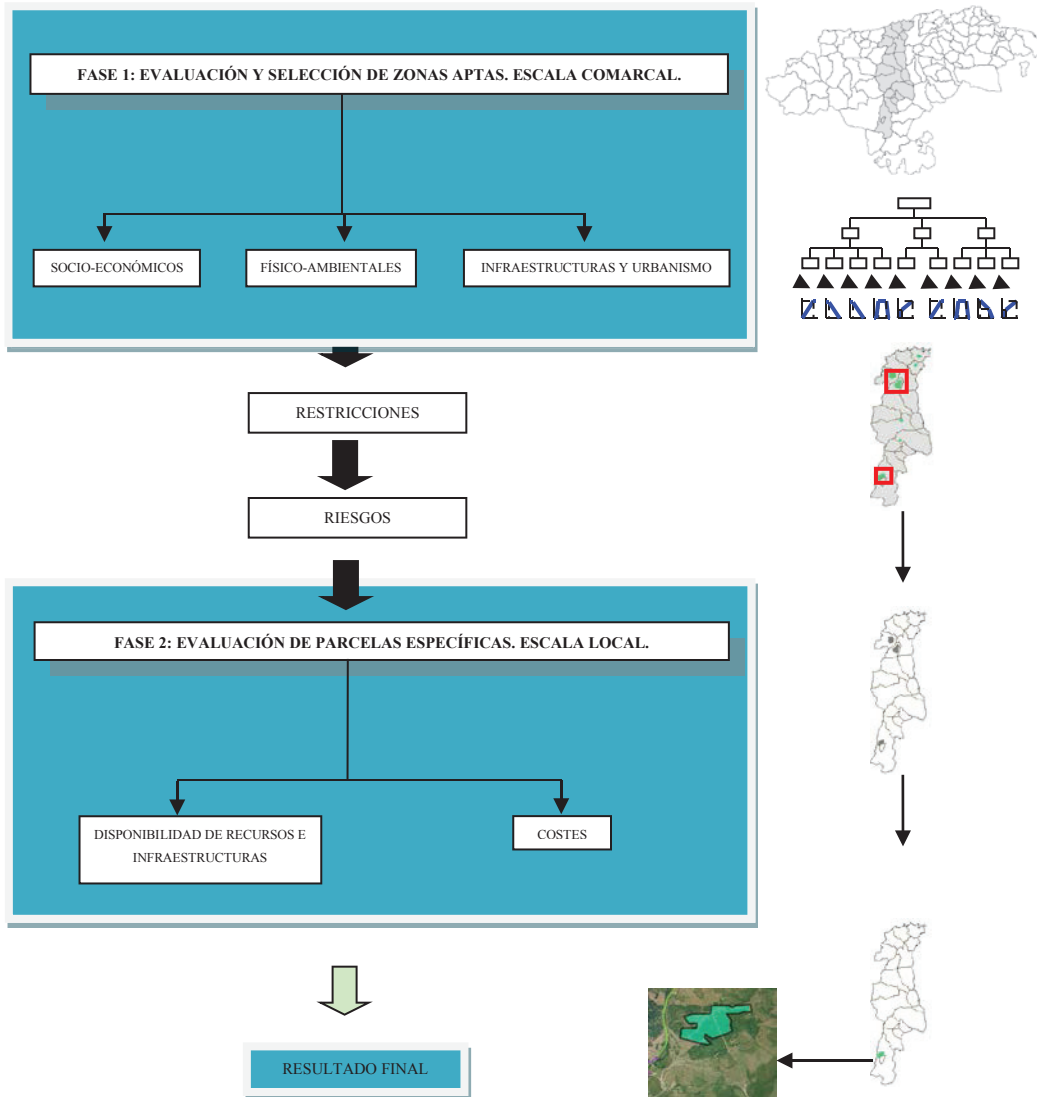 FASE 1: EVALUACIÓN Y SELECCIÓN DE ZONAS APTAS. ESCALA COMARCAL.
SOCIO-ECONÓMICOS
FÍSICO-AMBIENTALES
INFRAESTRUCTURAS Y URBANISMO
RESTRICCIONES
RIESGOS
FASE 2: EVALUACIÓN DE PARCELAS ESPECÍFICAS. ESCALA LOCAL.
DISPONIBILIDAD DE RECURSOS E
INFRAESTRUCTURAS
COSTES
RESULTADO FINAL